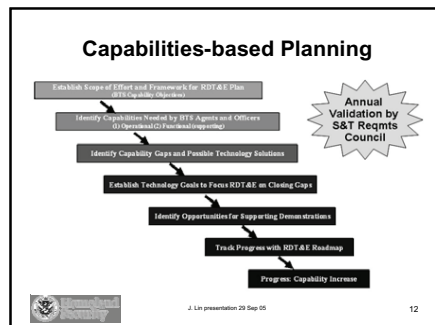 Capabilities-based Planning
Establish Scope of Effort and Framework for RDT&E Plan
(BTS Capability Objectives)
Identify Capabilities Needed by BTS Agents and Officers
(1) Operational (2) Functional (supporting)
Identify Capability Gaps and Possible Technology Solutions
Establish Technology Goals to Focus RDT&E on Closing Gaps
Identify Opportunities for Supporting Demonstrations
Track Progress with RDT&E Roadmap
Progress: Capability Increase
Annual
Validation by
S&T Reqmts
Council
Homeland
Security
J. Lin presentation 29 Sep 05
12